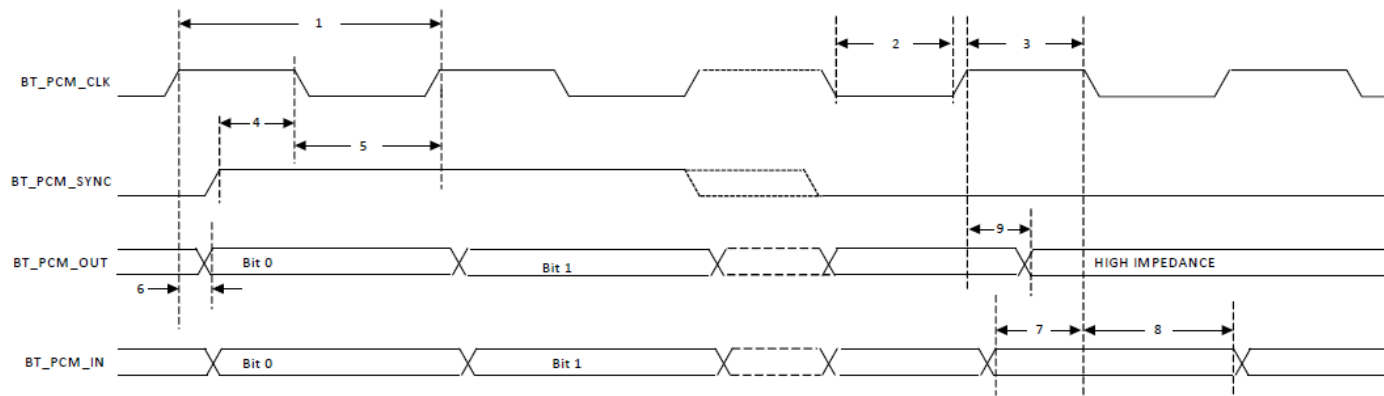 1
2
3
BT_PCM_CLK
4
5
BT_PCM_SYNC
9
BT_PCM_OUT
Bit 0
Bit 1
HIGH IMPEDANCE
6
7
8
BT_PCM_IN
Bit 0
Bit 1